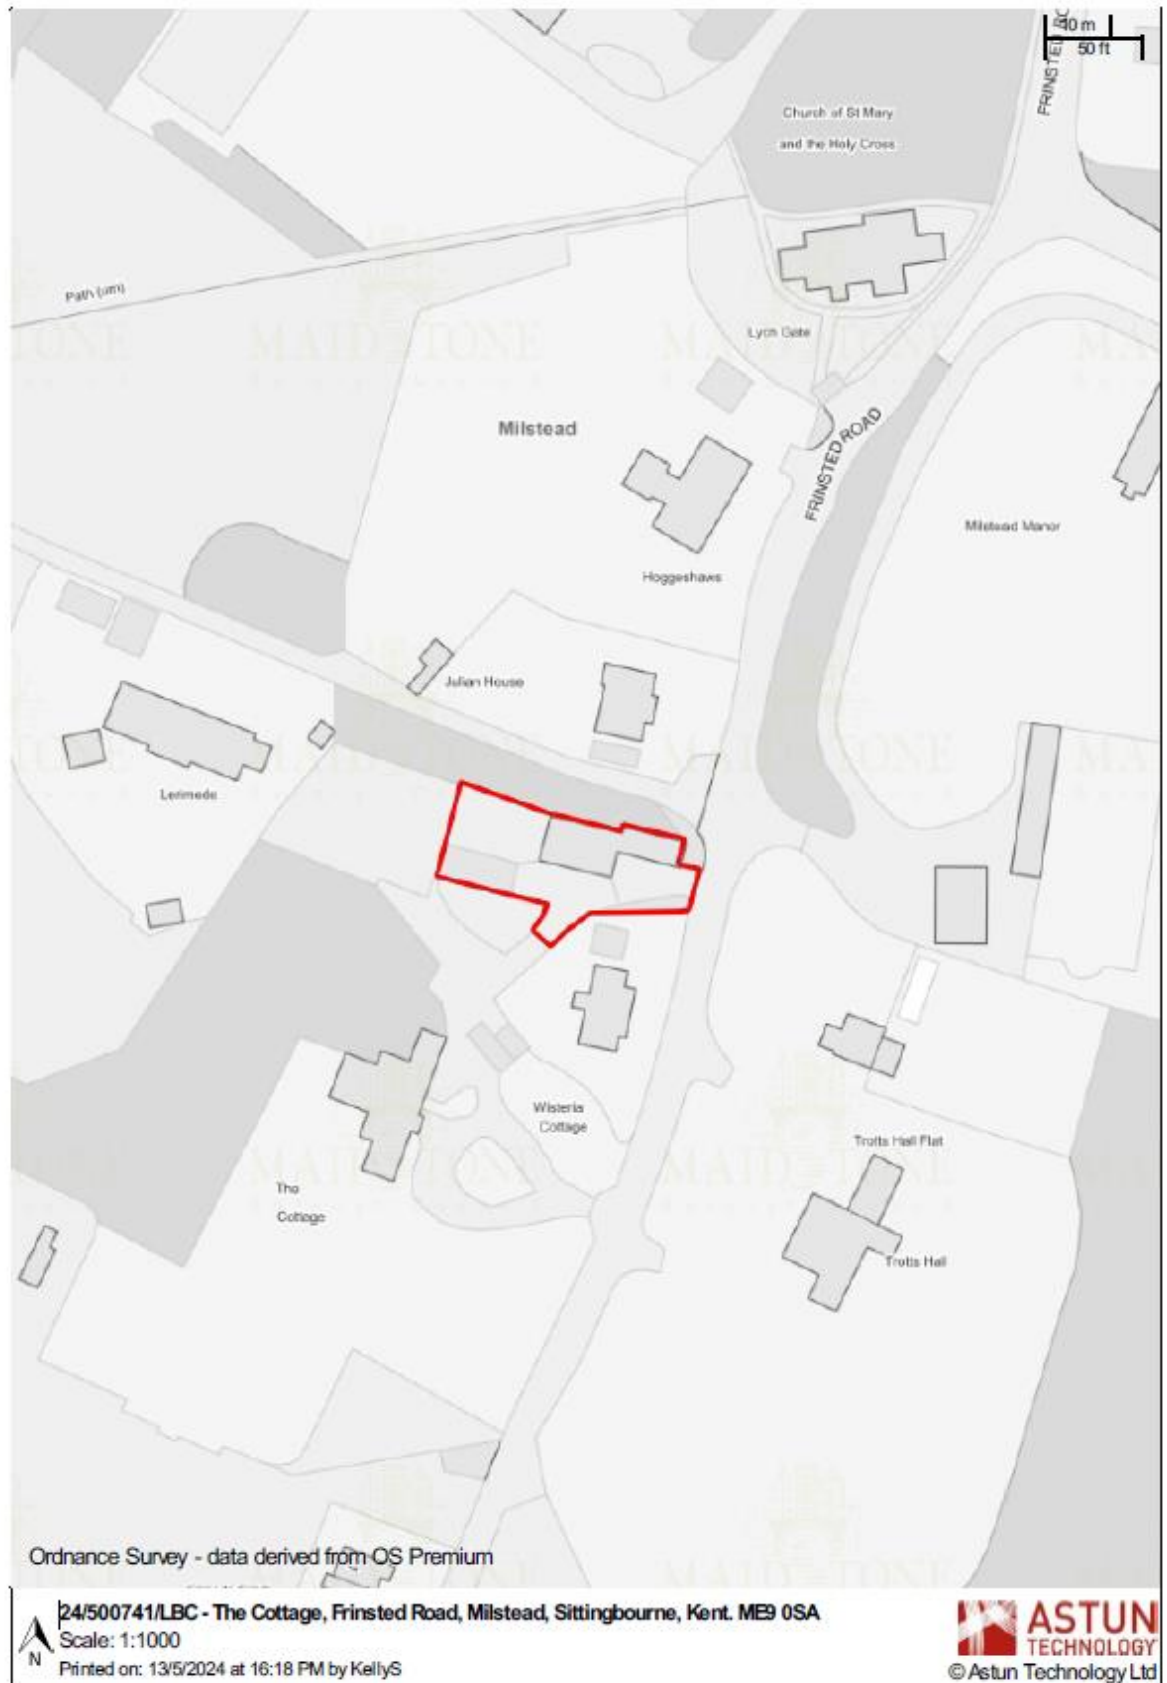 10 m
50 ft
Church of St Mary
and the Holy Cross
Path (um)
Lych Gate
Milstead
FRINSTED ROAD
Milstead Manor
Hoggeshaws
Julian House
Lerimede
Wisteria
Cottage
Trotts Hall Flat
The
Cottage
Trotts Hall
MAIDSTONE
Ordnance Survey - data derived from OS Premium
24/500741/LBC - The Cottage, Frinsted Road, Milstead, Sittingbourne, Kent. ME9 0SA
Scale: 1:1000
N
Printed on: 13/5/2024 at 16:18 PM by KellyS
ASTUN
TECHNOLOGY
© Astun Technology Ltd